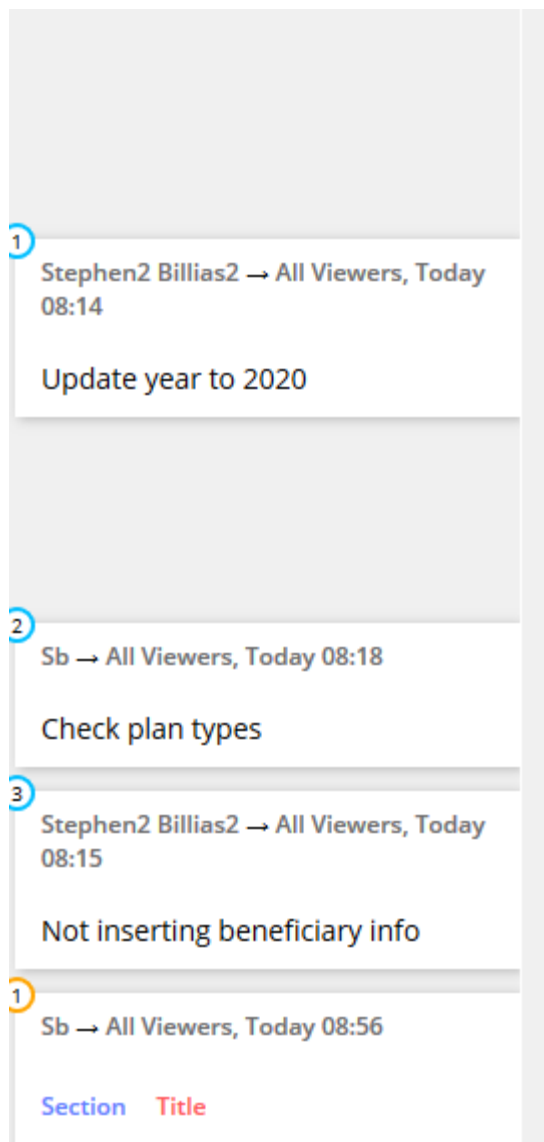 1
Stephen2 Billias2 → All Viewers, Today
08:14
Update year to 2020
2
Sb → All Viewers, Today 08:18
Check plan types
3
Stephen2 Billias2 → All Viewers, Today
08:15
Not inserting beneficiary info
1
Sb → All Viewers, Today 08:56
Section Title